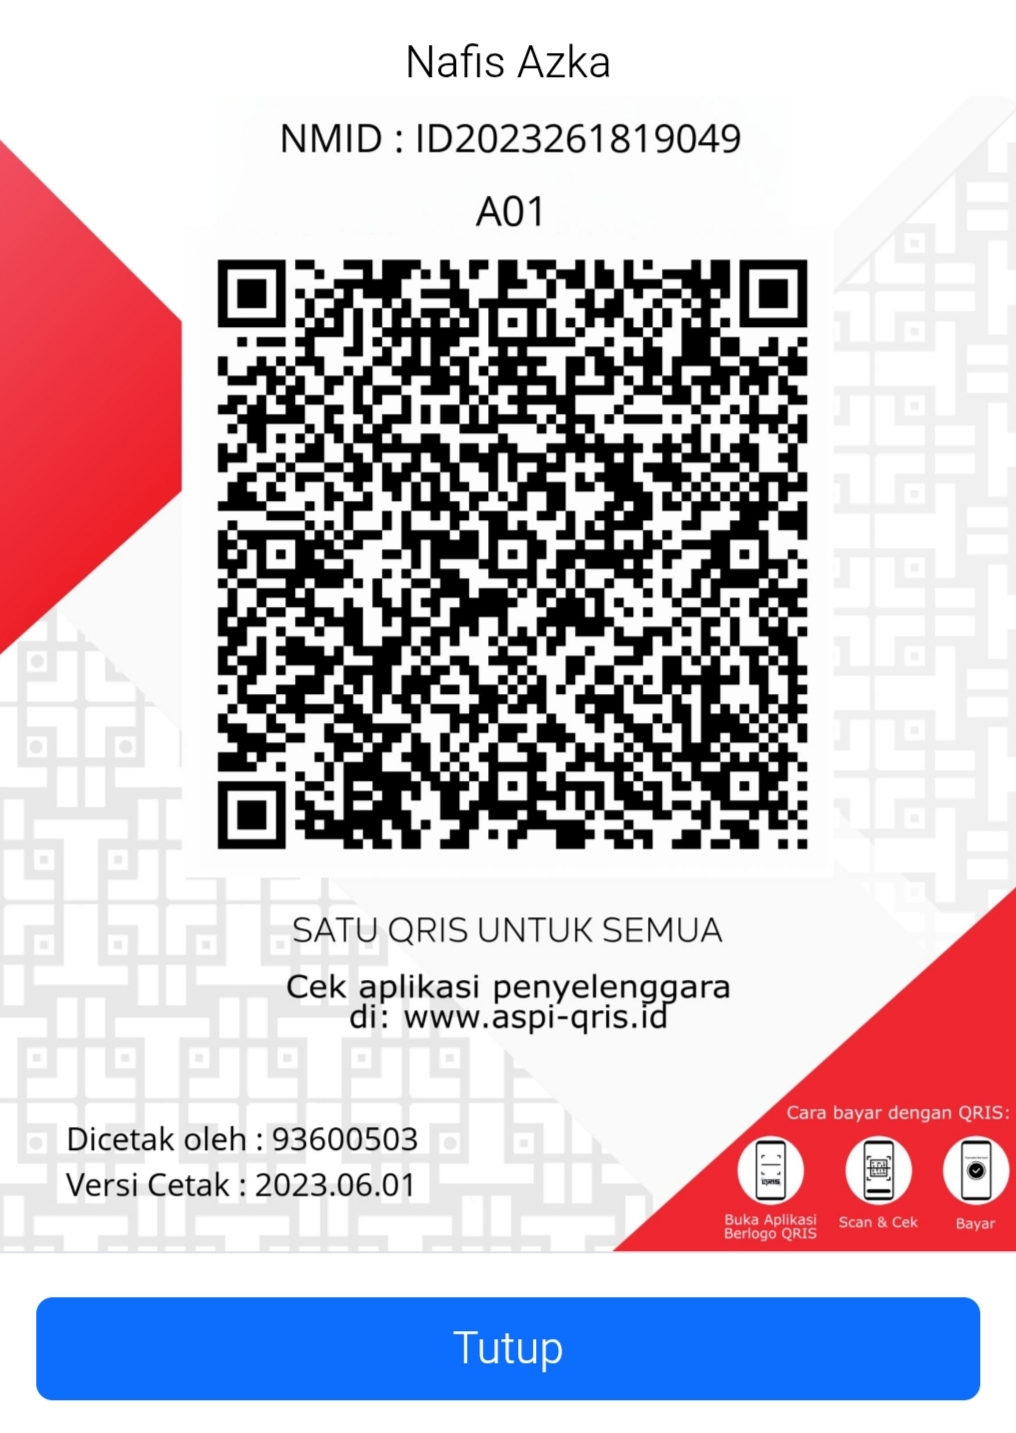 Nafis Azka
NMID : ID2023261819049
A01
SATU QRIS UNTUK SEMUA
Cek aplikasi penyelenggara
di: www.aspi-qris.id
Dicetak oleh : 93600503
Versi Cetak : 2023.06.01
Cara bayar dengan QRIS:
QRIS
Buka Aplikasi
Berlogo QRIS
Scan & Cek
Bayar
Tutup